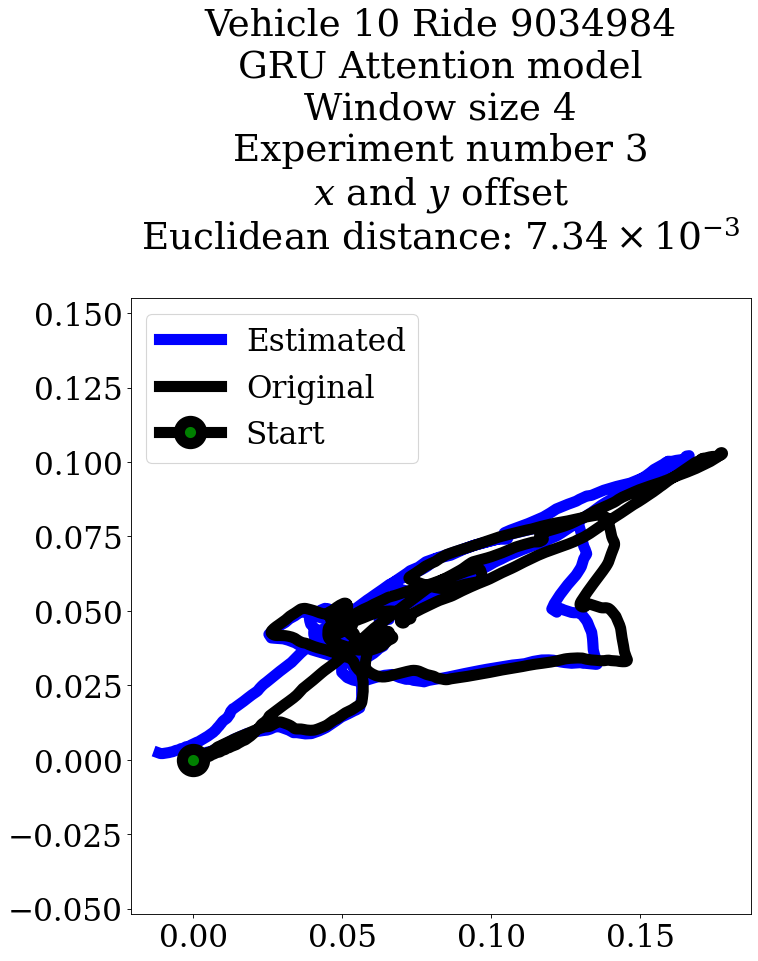 Vehicle 10 Ride 9034984
GRU Attention model
Window size 4
Experiment number 3
x and y offset
Euclidean distance: 7.34 × 10⁻³
Estimated
Original
Start
0.150
0.125
0.100
0.075
0.050
0.025
0.000
−0.025
−0.050
0.00 0.05 0.10 0.15